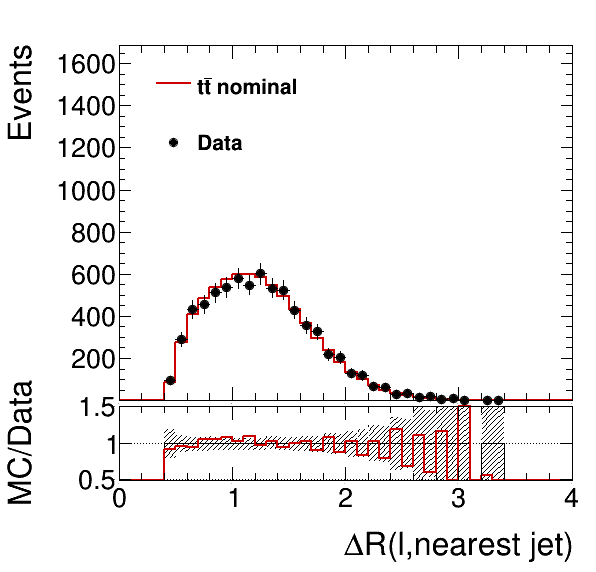 Events
1600
1400
1200
1000
800
600
400
200
tt̄ nominal
Data
MC/Data
1.5
1
0.5
0 1 2 3 4
ΔR(l,nearest jet)